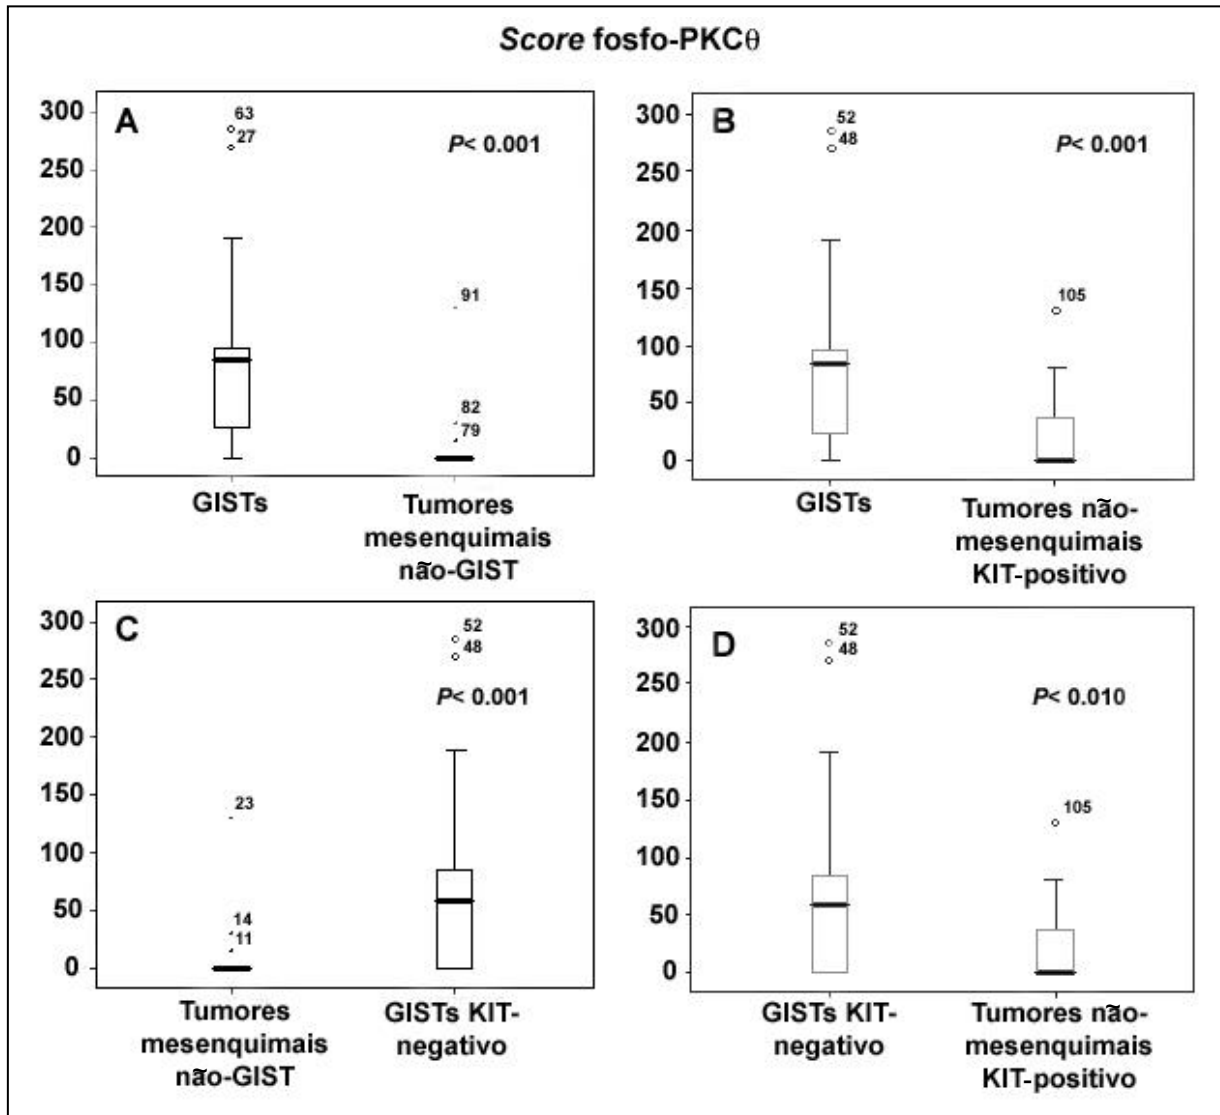 Score fosfo-PKCθ
A
P< 0.001
300
250
200
150
100
50
0
63
27
91
82
79
GISTs
Tumores
mesenquimais
não-GIST
B
P< 0.001
300
250
200
150
100
50
0
52
48
105
GISTs
Tumores não-
mesenquimais
KIT-positivo
C
P< 0.001
300
250
200
150
100
50
0
23
14
11
52
48
Tumores
mesenquimais
não-GIST
GISTs KIT-
negativo
D
P< 0.010
300
250
200
150
100
50
0
52
48
105
GISTs KIT-
negativo
Tumores não-
mesenquimais
KIT-positivo